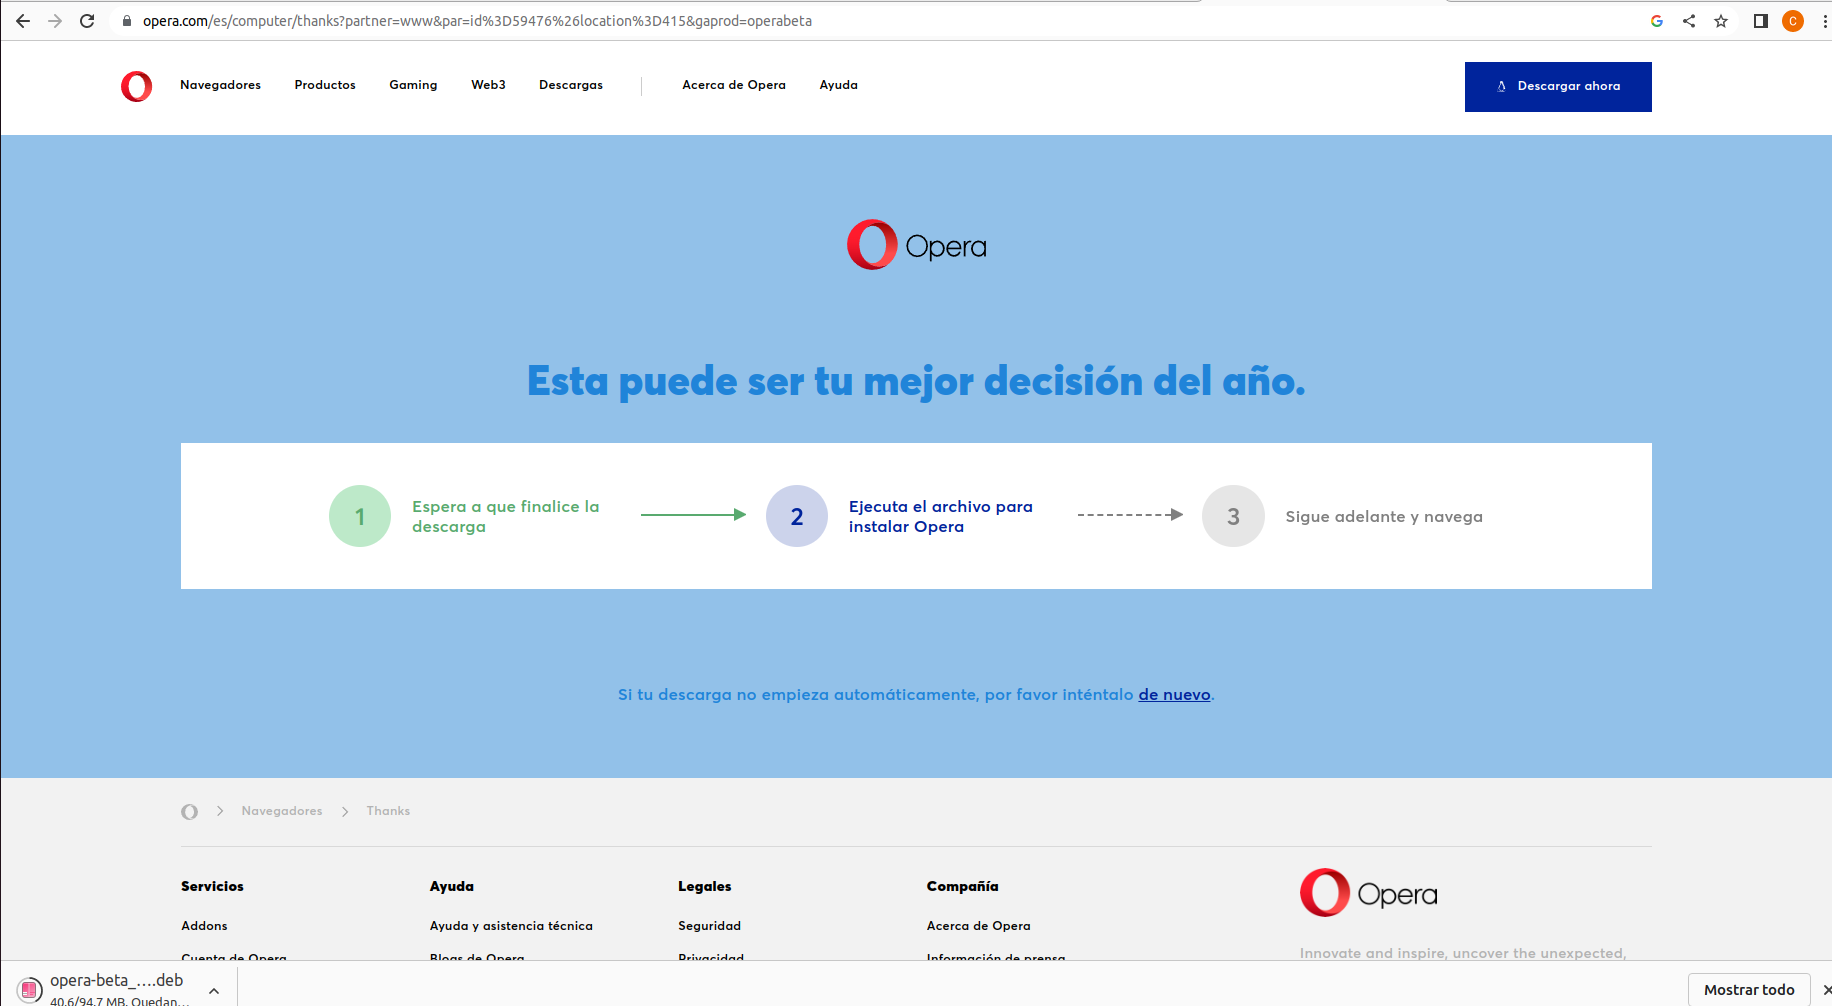 opera.com/es/computer/thanks?partner=www&par=id%3D59476%26location%3D415&gaprod=operabeta
G
C
Navegadores Productos Gaming Web3 Descargas Acerca de Opera Ayuda Descargar ahora
Opera
Esta puede ser tu mejor decisión del año.
1 Espera a que finalice la
descarga
2 Ejecuta el archivo para
instalar Opera
3 Sigue adelante y navega
Si tu descarga no empieza automáticamente, por favor inténtalo de nuevo.
Navegadores Thanks
Servicios Ayuda Legales Compañía
Opera
Addons Ayuda y asistencia técnica Seguridad Acerca de Opera
Cuenta de Opera Blogs de Opera Privacidad Información de prensa
Innovate and inspire, uncover the unexpected,
opera-beta_....deb
40,6/94,7 MB, Quedan...
Mostrar todo